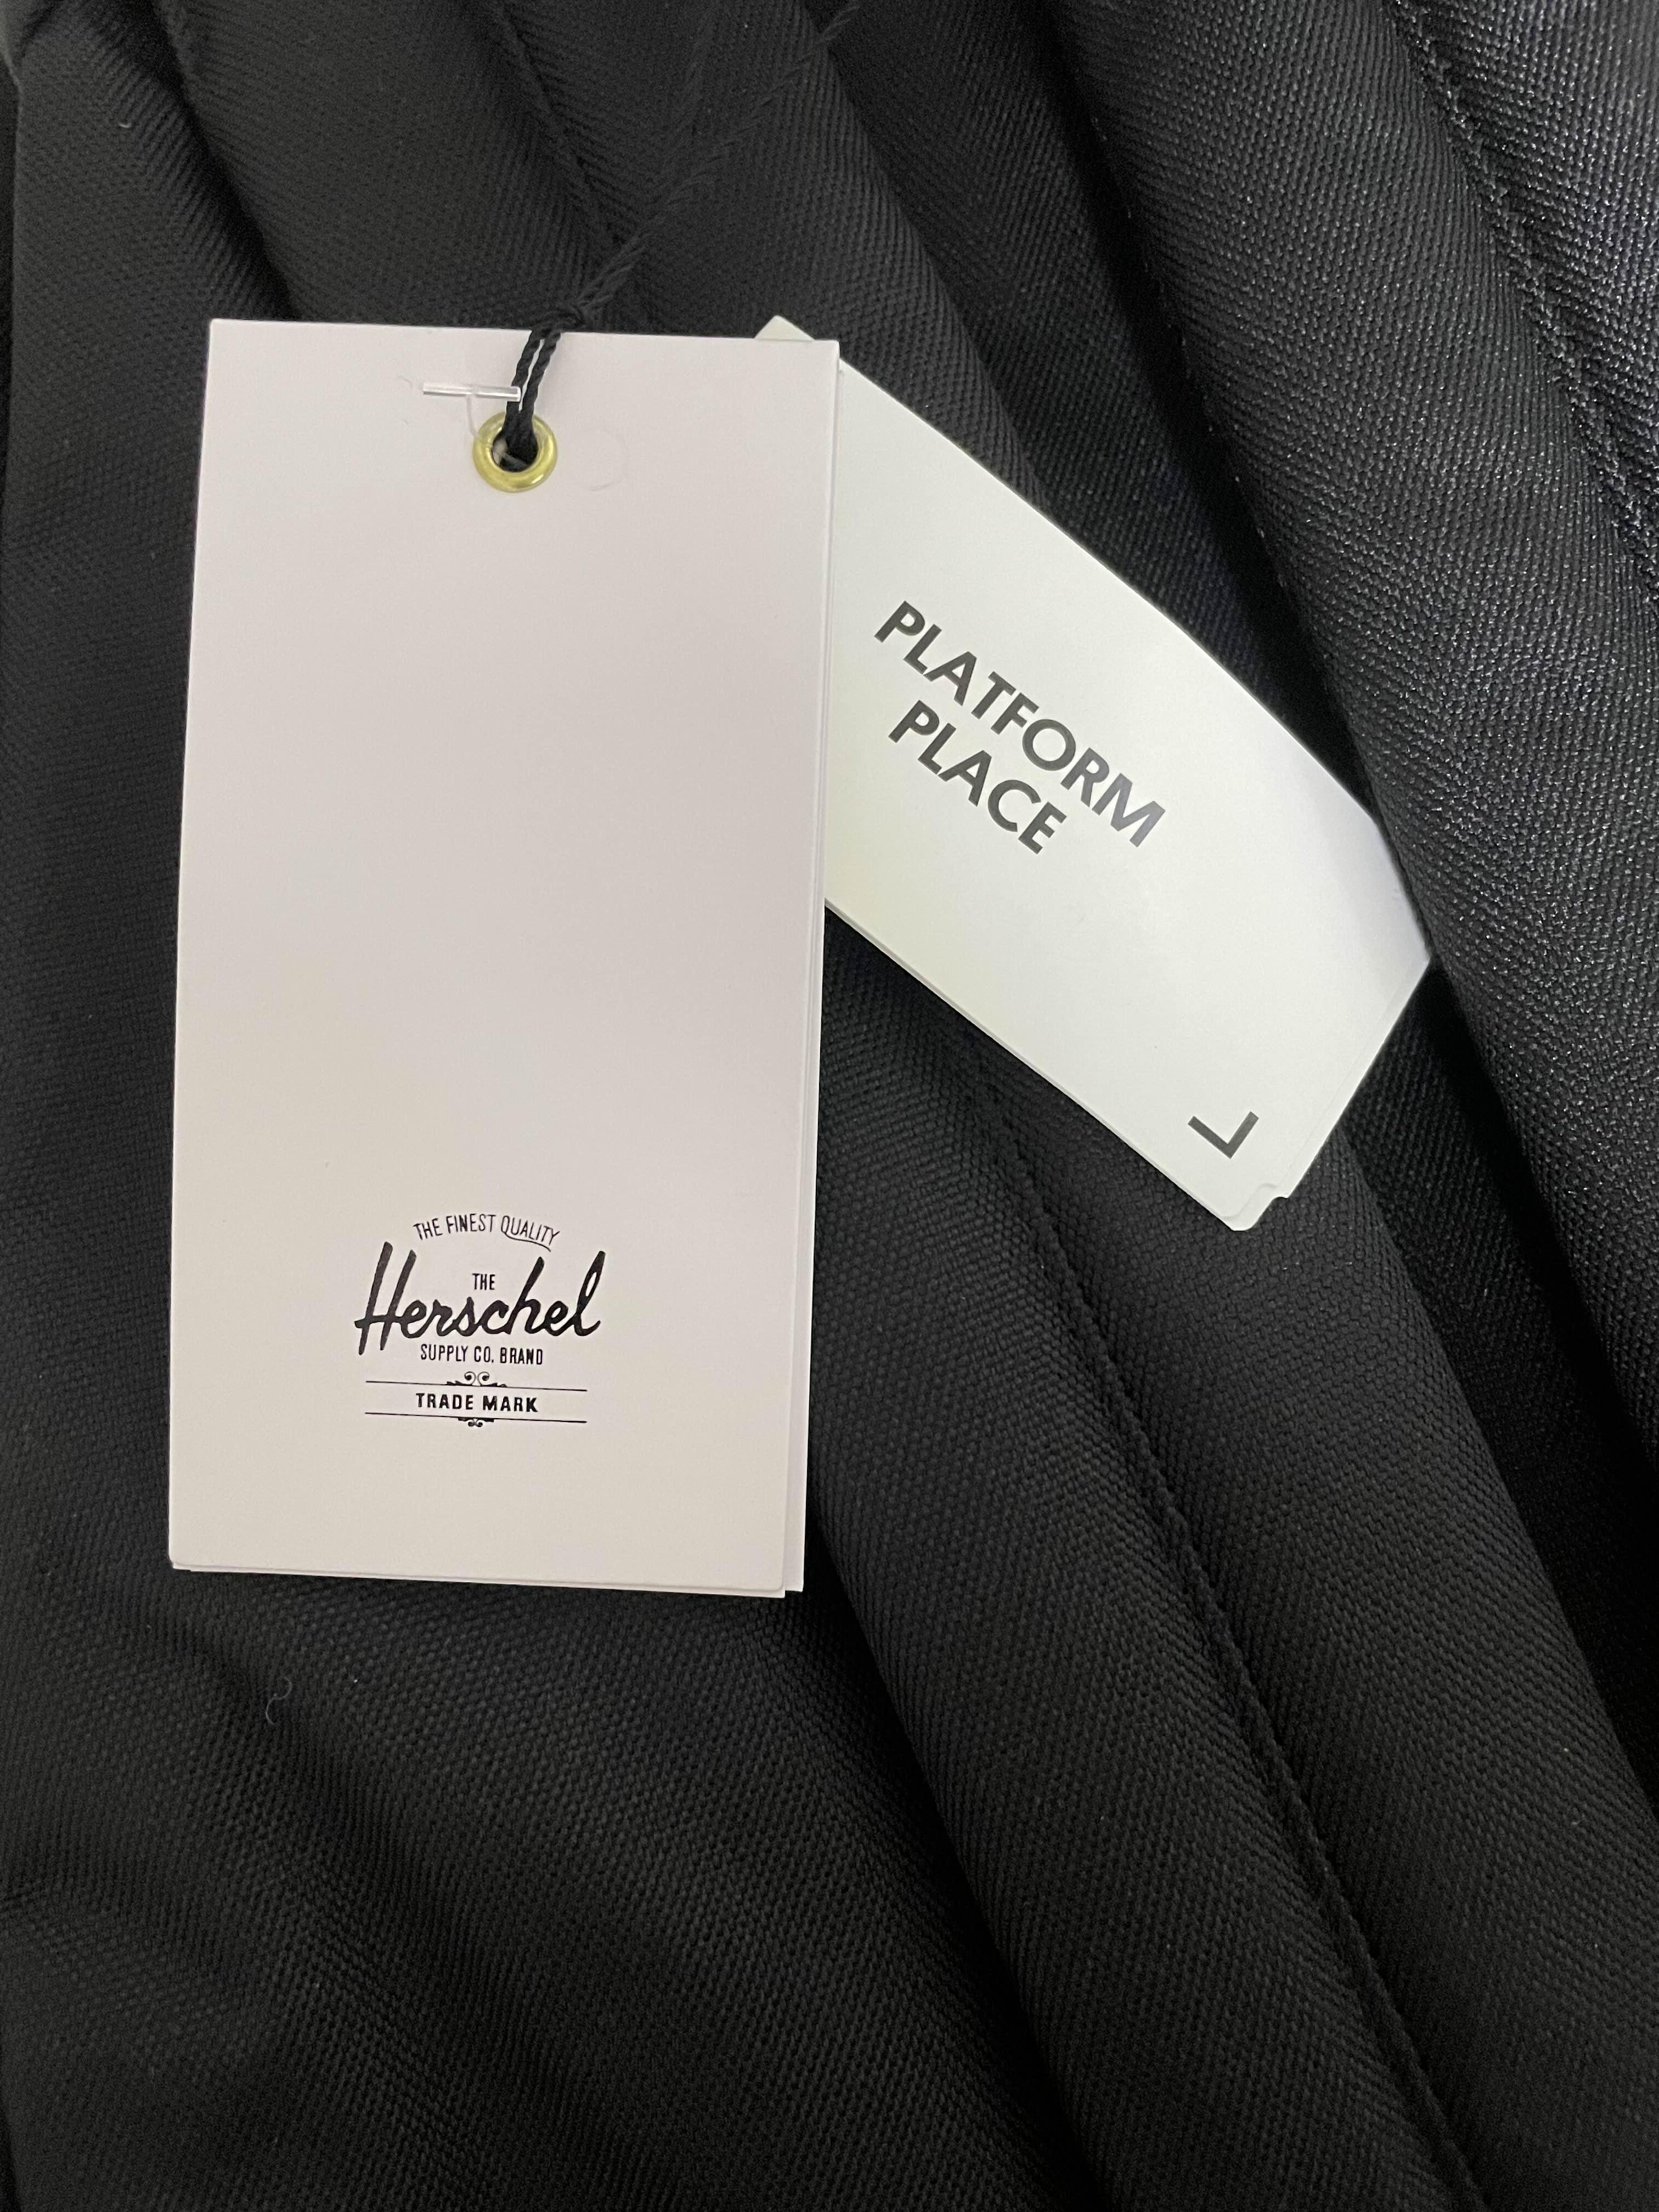 THE FINEST QUALITY
THE
Herschel
SUPPLY CO. BRAND
TRADE MARK
PLATFORM
PLACE